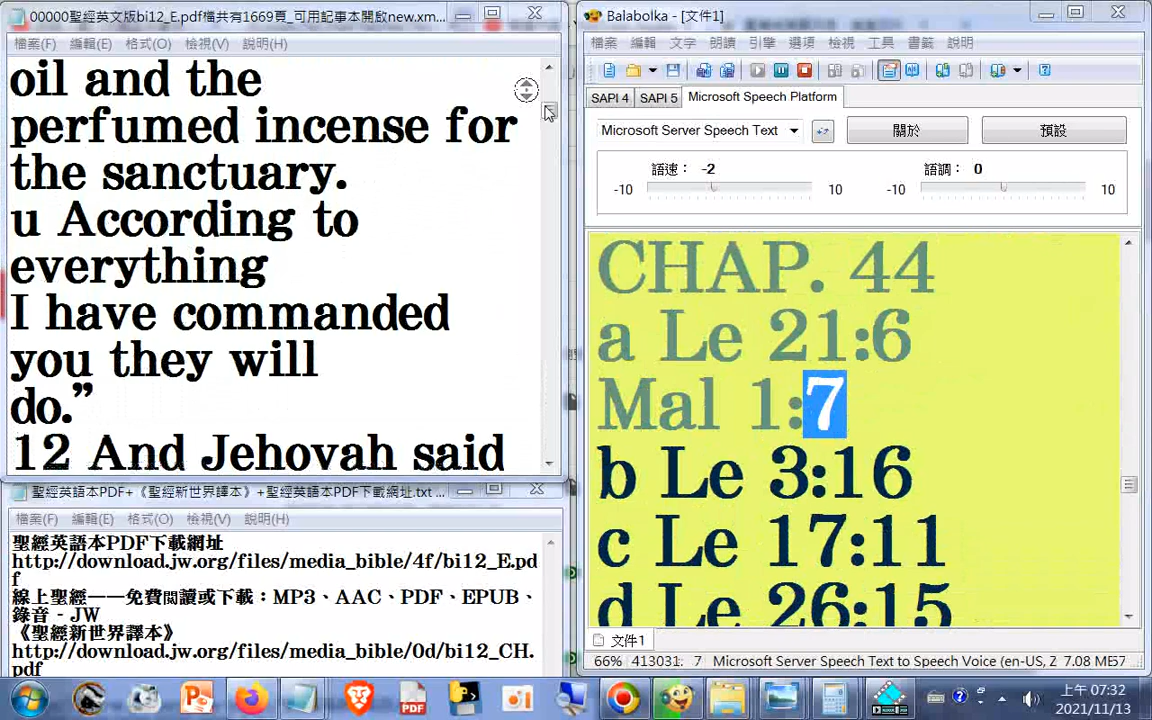 00000聖經英文版bi12_E.pdf檔共有1669頁_可用記事本開啟new.xm...
檔案(F) 編輯(E) 格式(O) 檢視(V) 說明(H)
oil and the
perfumed incense for
the sanctuary.
u According to
everything
I have commanded
you they will
do.”
12 And Jehovah said
聖經英語本PDF+《聖經新世界譯本》+聖經英語本PDF下載網址.txt ...
檔案(F) 編輯(E) 格式(O) 檢視(V) 說明(H)
聖經英語本PDF下載網址
http://download.jw.org/files/media_bible/4f/bi12_E.pd
f
線上聖經——免費閱讀或下載：MP3、AAC、PDF、EPUB、
錄音 - JW
《聖經新世界譯本》
http://download.jw.org/files/media_bible/0d/bi12_CH.
pdf
Balabolka - [文件1]
檔案 編輯 文字 朗讀 引擎 選項 檢視 工具 書籤 說明
SAPI 4 SAPI 5 Microsoft Speech Platform
Microsoft Server Speech Text 關於 預設
語速： -2 語調： 0
-10 10 -10 10
CHAP. 44
a Le 21:6
Mal 1:7
b Le 3:16
c Le 17:11
d Le 26:15
文件1
66% 413031: 7 Microsoft Server Speech Text to Speech Voice (en-US, Z 7.08 ME57
上午 07:32
2021/11/13